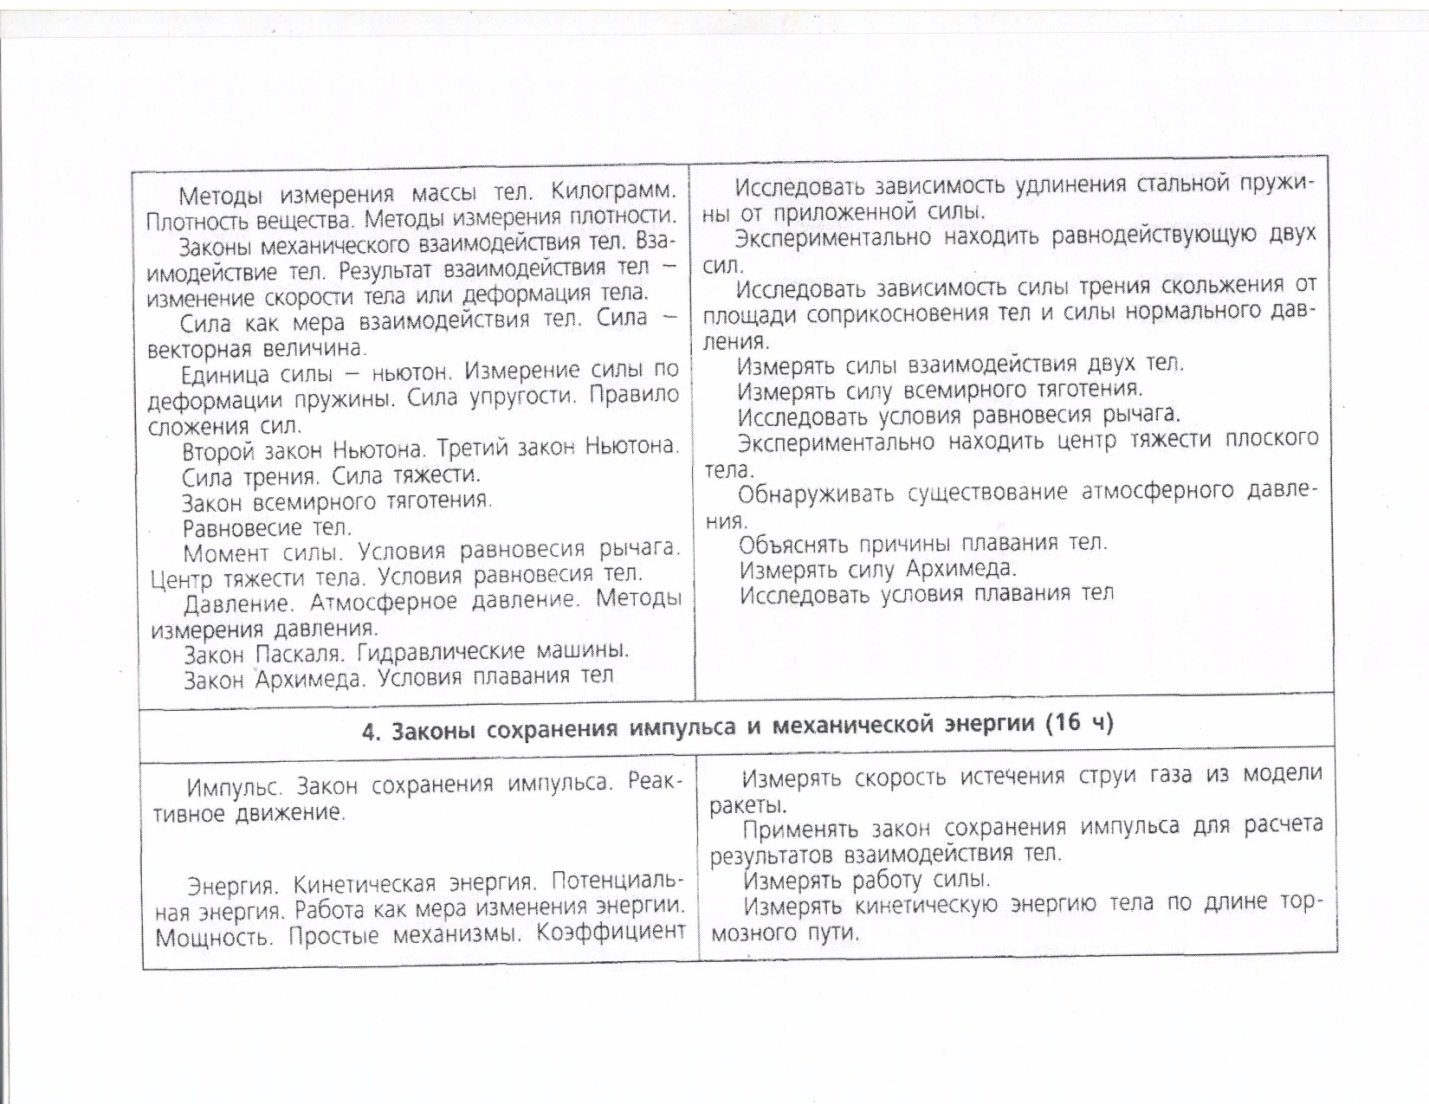 Методы измерения массы тел. Килограмм.
Плотность вещества. Методы измерения плотности.
Законы механического взаимодействия тел. Вза-
имодействие тел. Результат взаимодействия тел –
изменение скорости тела или деформация тела.
Сила как мера взаимодействия тел. Сила –
векторная величина.
Единица силы – ньютон. Измерение силы по
деформации пружины. Сила упругости. Правило
сложения сил.
Второй закон Ньютона. Третий закон Ньютона.
Сила трения. Сила тяжести.
Закон всемирного тяготения.
Равновесие тел.
Момент силы. Условия равновесия рычага.
Центр тяжести тела. Условия равновесия тел.
Давление. Атмосферное давление. Методы
измерения давления.
Закон Паскаля. Гидравлические машины.
Закон Архимеда. Условия плавания тел
Исследовать зависимость удлинения стальной пружи-
ны от приложенной силы.
Экспериментально находить равнодействующую двух
сил.
Исследовать зависимость силы трения скольжения от
площади соприкосновения тел и силы нормального дав-
ления.
Измерять силы взаимодействия двух тел.
Измерять силу всемирного тяготения.
Исследовать условия равновесия рычага.
Экспериментально находить центр тяжести плоского
тела.
Обнаруживать существование атмосферного давле-
ния.
Объяснять причины плавания тел.
Измерять силу Архимеда.
Исследовать условия плавания тел
4. Законы сохранения импульса и механической энергии (16 ч)
Импульс. Закон сохранения импульса. Реак-
тивное движение.
Энергия. Кинетическая энергия. Потенциаль-
ная энергия. Работа как мера изменения энергии.
Мощность. Простые механизмы. Коэффициент
Измерять скорость истечения струи газа из модели
ракеты.
Применять закон сохранения импульса для расчета
результатов взаимодействия тел.
Измерять работу силы.
Измерять кинетическую энергию тела по длине тор-
мозного пути.